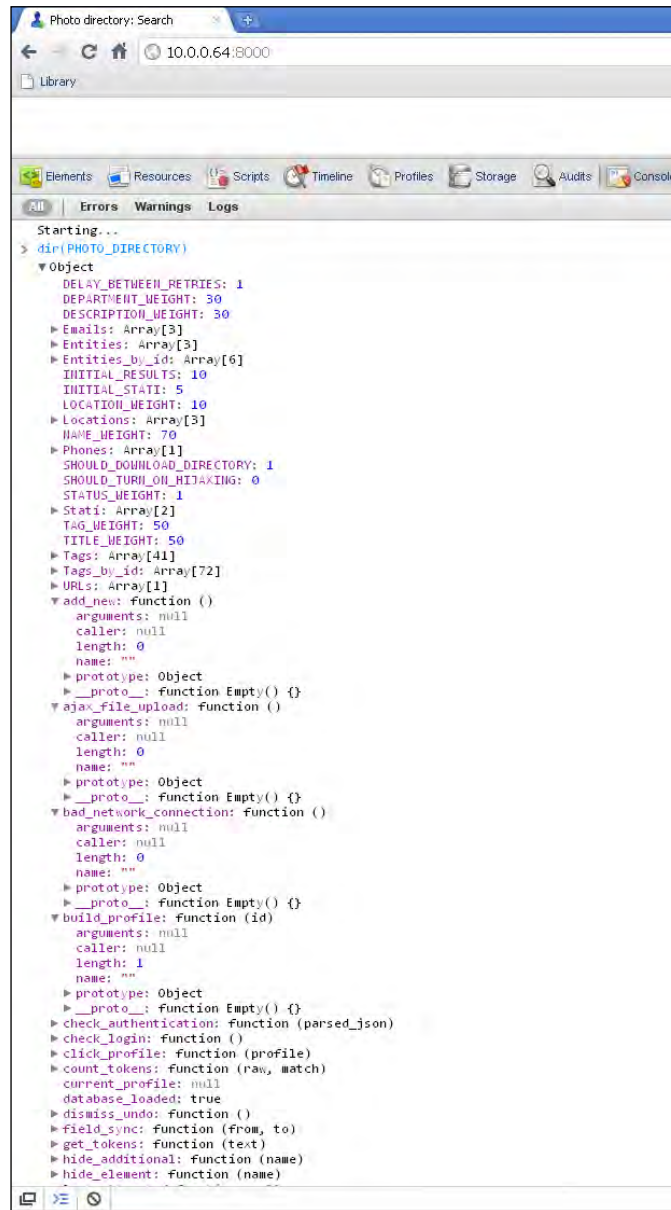 Photo directory: Search
10.0.0.64:8000
Library
Elements Resources Scripts Timeline Profiles Storage Audits Console
All Errors Warnings Logs
Starting...
> dir(PHOTO_DIRECTORY)
▼Object
DELAY_BETWEEN_RETRIES: 1
DEPARTMENT_WEIGHT: 30
DESCRIPTION_WEIGHT: 30
▶Emails: Array[3]
▶Entities: Array[3]
▶Entities_by_id: Array[6]
INITIAL_RESULTS: 10
INITIAL_STATI: 5
LOCATION_WEIGHT: 10
▶Locations: Array[3]
NAME_WEIGHT: 70
▶Phones: Array[1]
SHOULD_DOWNLOAD_DIRECTORY: 1
SHOULD_TURN_ON_HIJAXING: 0
STATUS_WEIGHT: 1
▶Stati: Array[2]
TAG_WEIGHT: 50
TITLE_WEIGHT: 50
▶Tags: Array[41]
▶Tags_by_id: Array[72]
▶URLs: Array[1]
▼add_new: function ()
arguments: null
caller: null
length: 0
name: ""
▶prototype: Object
▶__proto__: function Empty() {}
▼ajax_file_upload: function ()
arguments: null
caller: null
length: 0
name: ""
▶prototype: Object
▶__proto__: function Empty() {}
▼bad_network_connection: function ()
arguments: null
caller: null
length: 0
name: ""
▶prototype: Object
▶__proto__: function Empty() {}
▼build_profile: function (id)
arguments: null
caller: null
length: 1
name: ""
▶prototype: Object
▶__proto__: function Empty() {}
▶check_authentication: function (parsed_json)
▶check_login: function ()
▶click_profile: function (profile)
▶count_tokens: function (raw, match)
current_profile: null
database_loaded: true
▶dismiss_undo: function ()
▶field_sync: function (from, to)
▶get_tokens: function (text)
▶hide_additional: function (name)
▶hide_element: function (name)